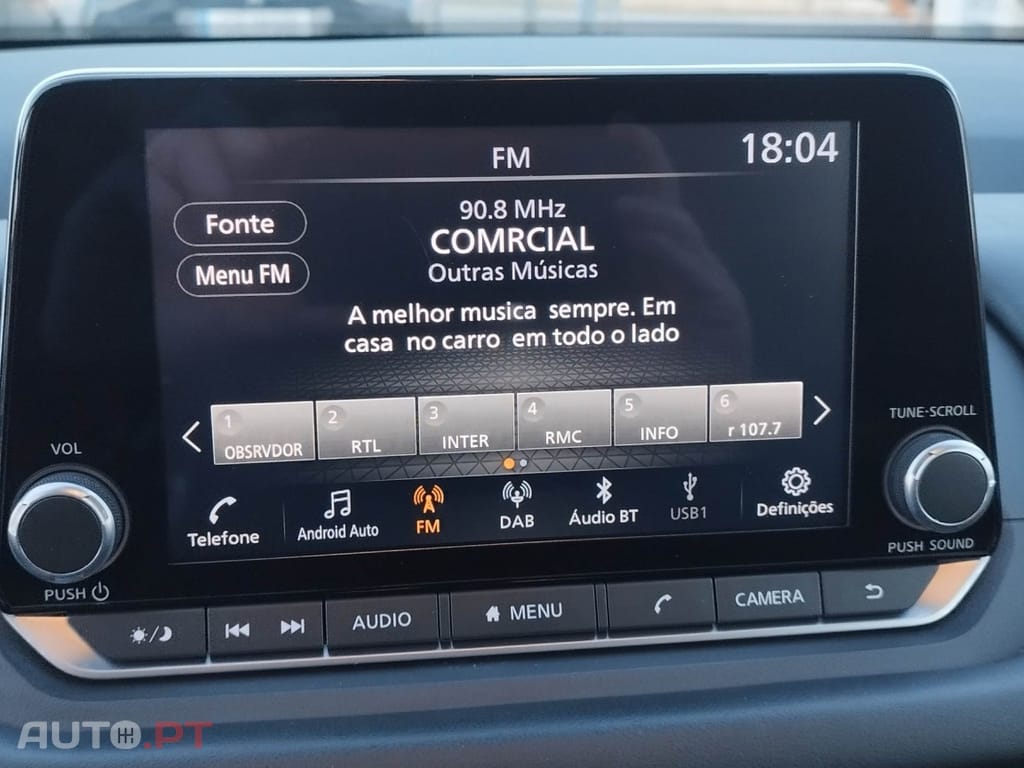 FM
18:04
Fonte
Menu FM
90.8 MHz
COMRCIAL
Outras Músicas
A melhor musica sempre. Em
casa no carro em todo o lado
1
OBSRVDOR
2
RTL
3
INTER
4
RMC
5
INFO
6
r 107.7
Telefone
Android Auto
FM
DAB
Áudio BT
USB1
Definições
VOL
PUSH
TUNE·SCROLL
PUSH SOUND
AUDIO
MENU
CAMERA
AUTO.PT